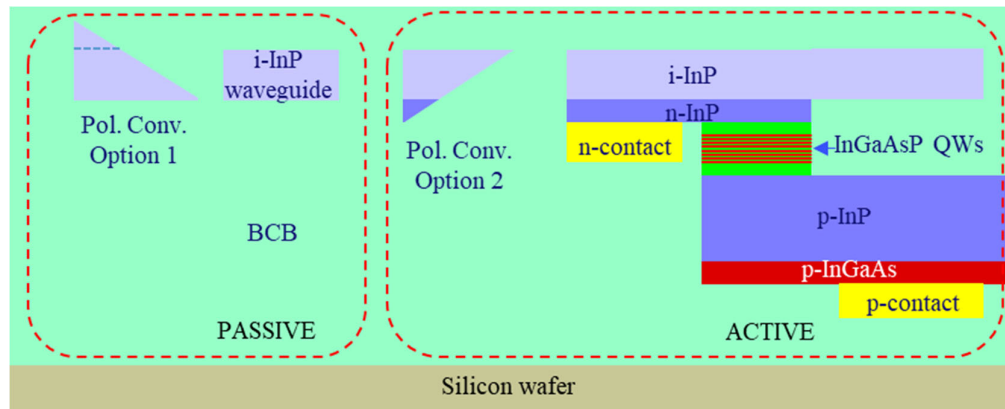 i-InP
waveguide
Pol. Conv.
Option 1
BCB
PASSIVE
Pol. Conv.
Option 2
i-InP
n-InP
n-contact
InGaAsP QWs
p-InP
p-InGaAs
p-contact
ACTIVE
Silicon wafer